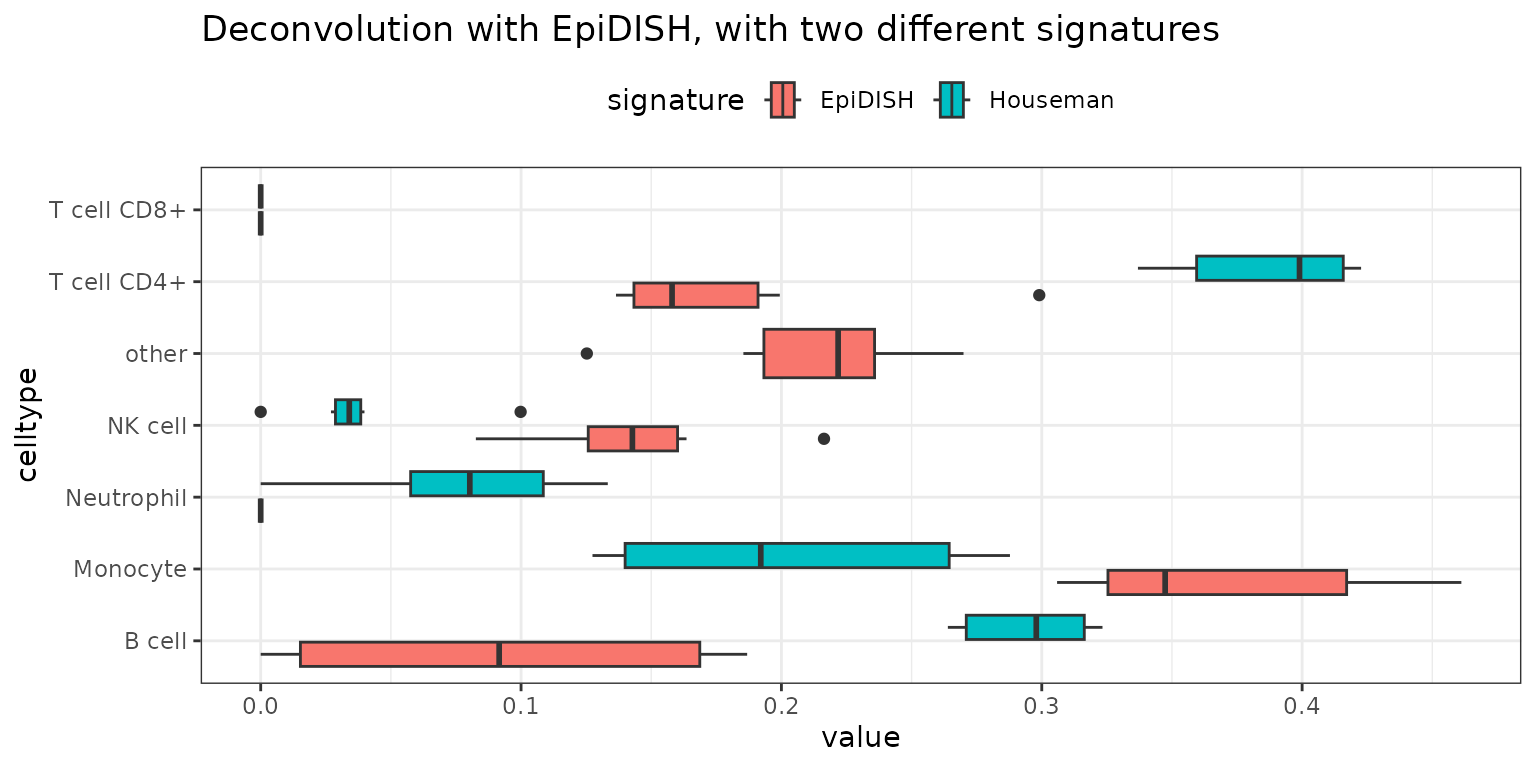 Deconvolution with EpiDISH, with two different signatures
signature EpiDISH Houseman
celltype
T cell CD8+
T cell CD4+
other
NK cell
Neutrophil
Monocyte
B cell
0.0 0.1 0.2 0.3 0.4
value